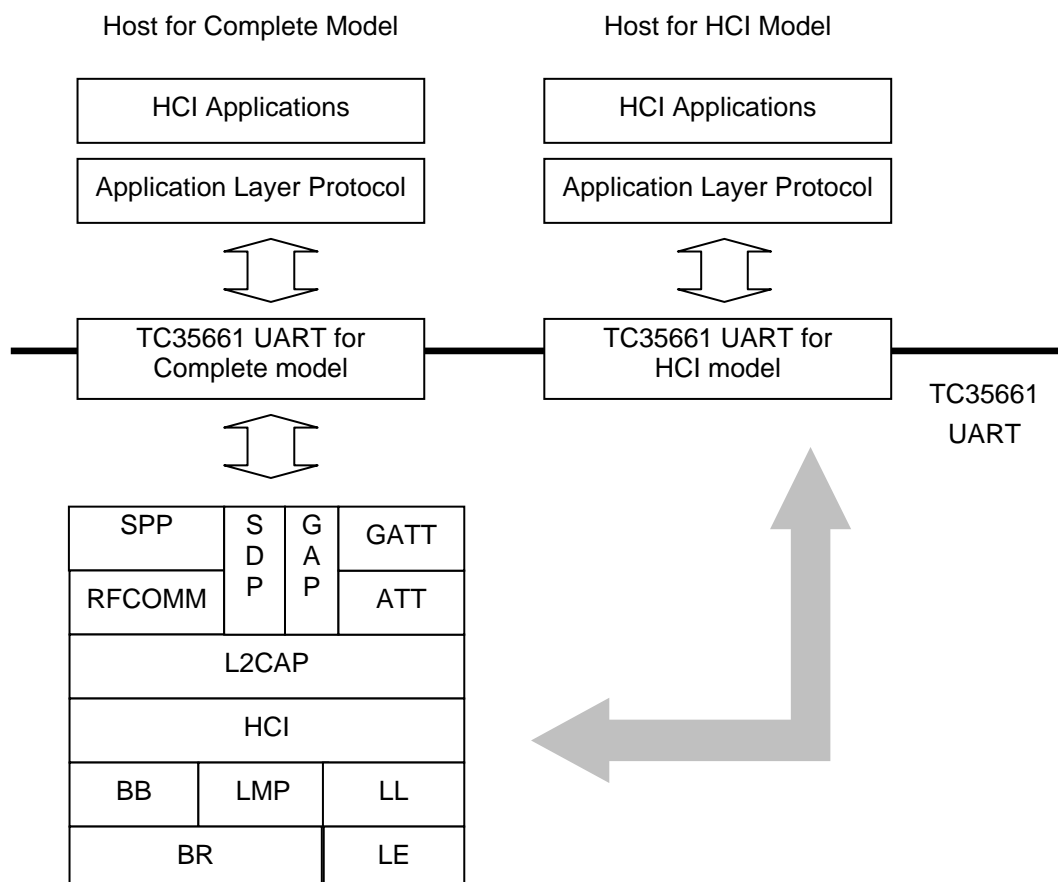 Host for Complete Model
Host for HCI Model
HCI Applications
HCI Applications
Application Layer Protocol
Application Layer Protocol
TC35661 UART for
Complete model
TC35661 UART for
HCI model
TC35661
UART
SPP
S
D
P
G
A
P
GATT
RFCOMM
ATT
L2CAP
HCI
BB
LMP
LL
BR
LE